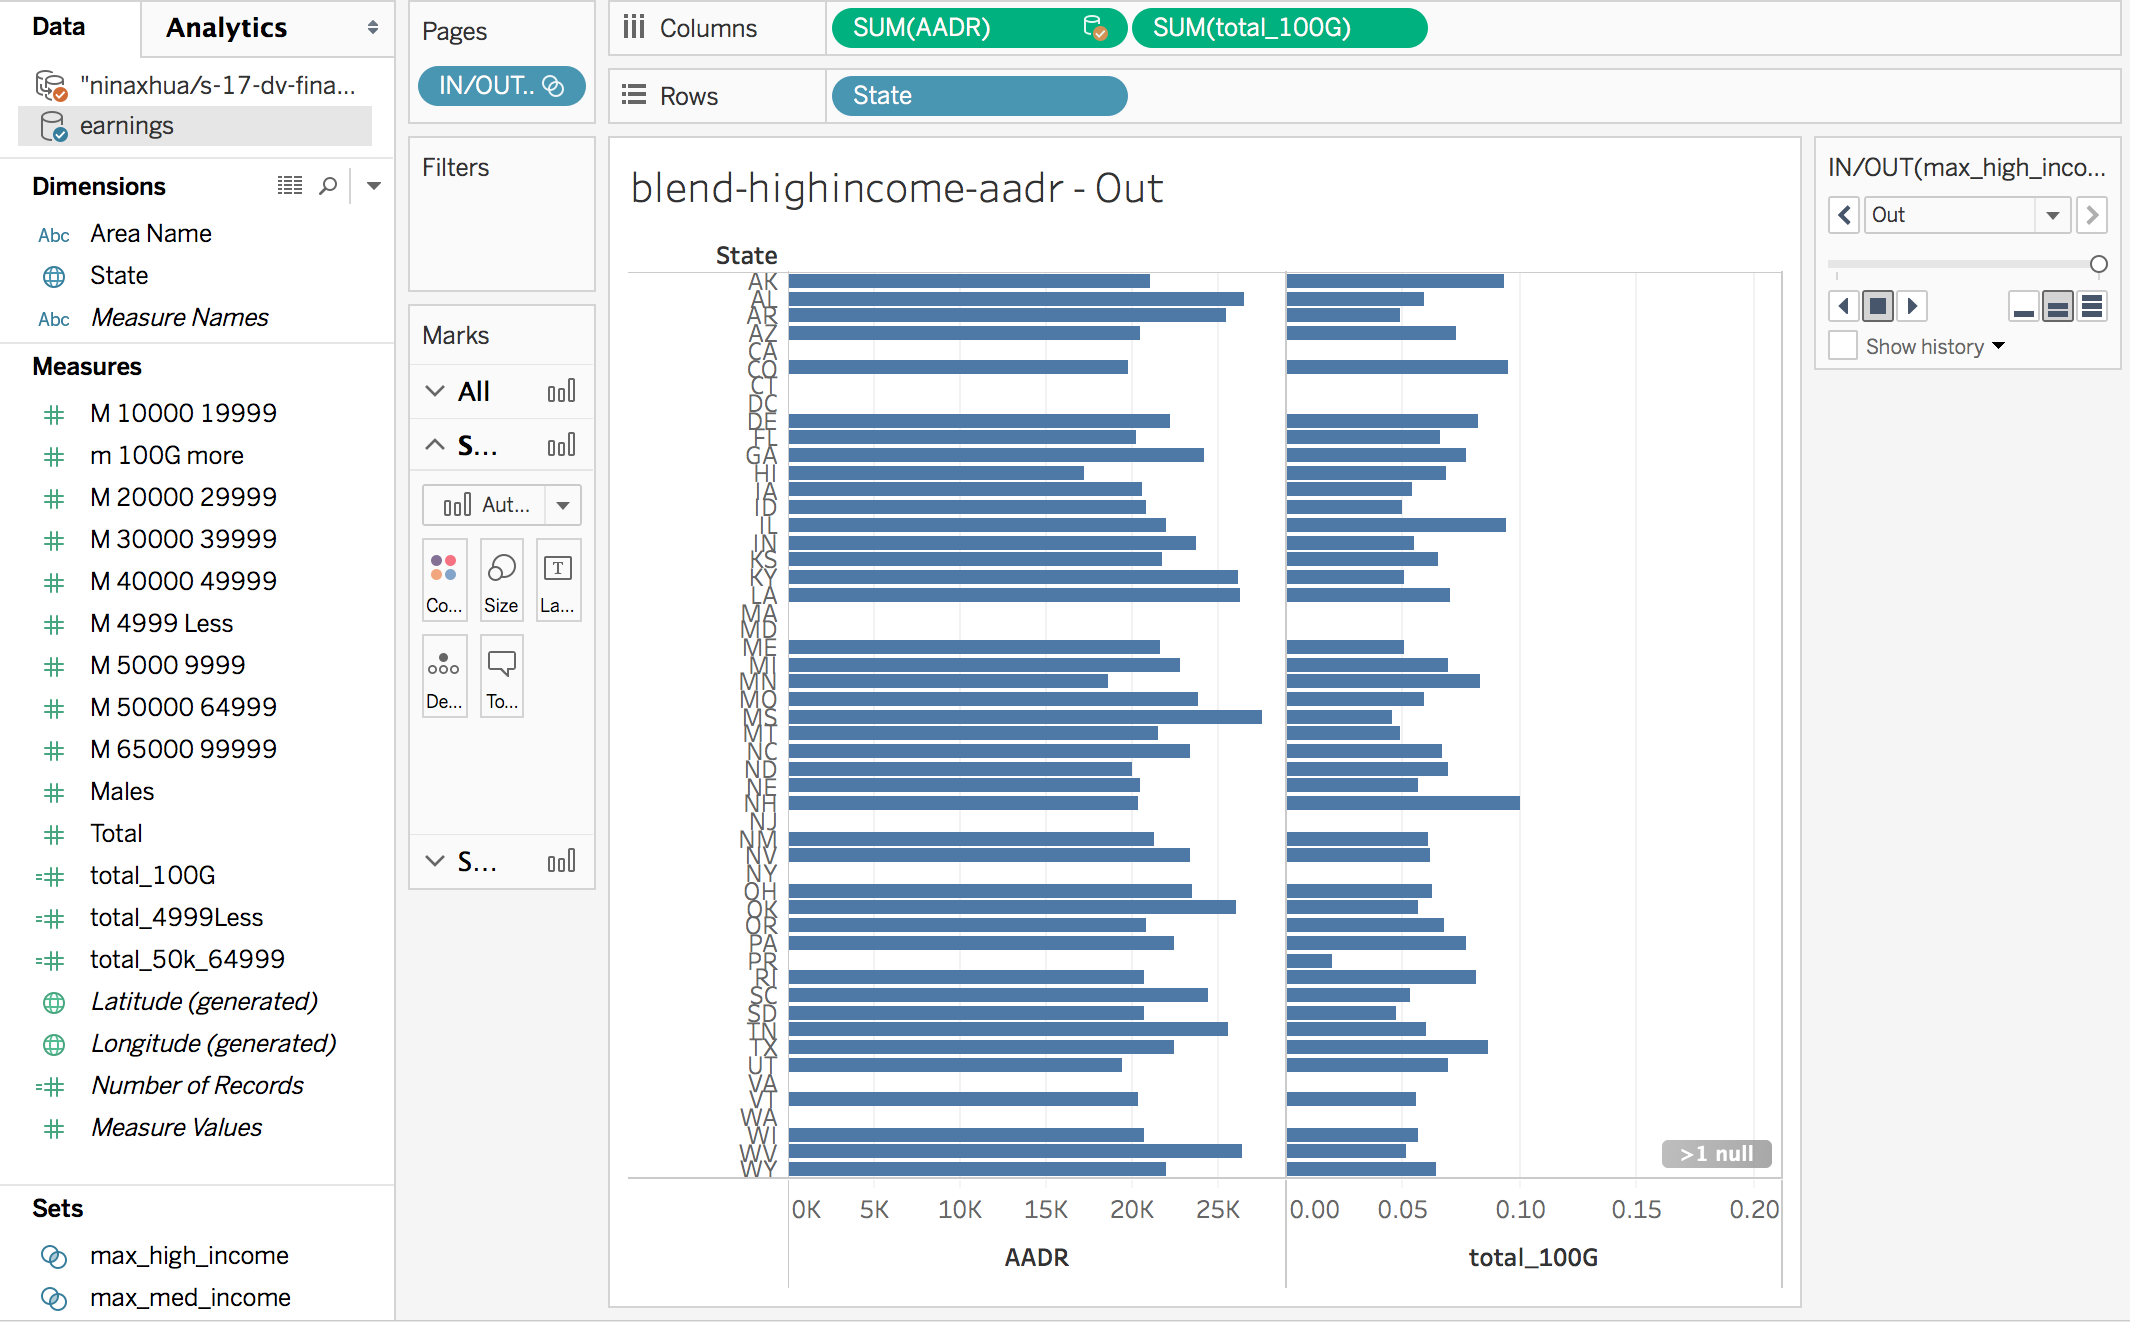 Data
Analytics
"ninaxhua/s-17-dv-fina...
earnings
Dimensions
Abc Area Name
State
Abc Measure Names
Measures
M 10000 19999
m 100G more
M 20000 29999
M 30000 39999
M 40000 49999
M 4999 Less
M 5000 9999
M 50000 64999
M 65000 99999
Males
Total
total_100G
total_4999Less
total_50k_64999
Latitude (generated)
Longitude (generated)
Number of Records
Measure Values
Sets
max_high_income
max_med_income
Pages
IN/OUT..
Filters
Marks
All
S...
Aut...
Co...
Size
T
La...
De...
To...
S...
Columns
SUM(AADR)
SUM(total_100G)
Rows
State
blend-highincome-aadr - Out
State
AK
AL
AR
AZ
CA
CO
CT
DC
DE
FL
GA
HI
IA
ID
IL
IN
KS
KY
LA
MA
MD
ME
MI
MN
MO
MS
MT
NC
ND
NE
NH
NJ
NM
NV
NY
OH
OK
OR
PA
PR
RI
SC
SD
TN
TX
UT
VA
VT
WA
WI
WV
WY
>1 null
0K 5K 10K 15K 20K 25K
0.00 0.05 0.10 0.15 0.20
AADR
total_100G
IN/OUT(max_high_inco...
Out
Show history